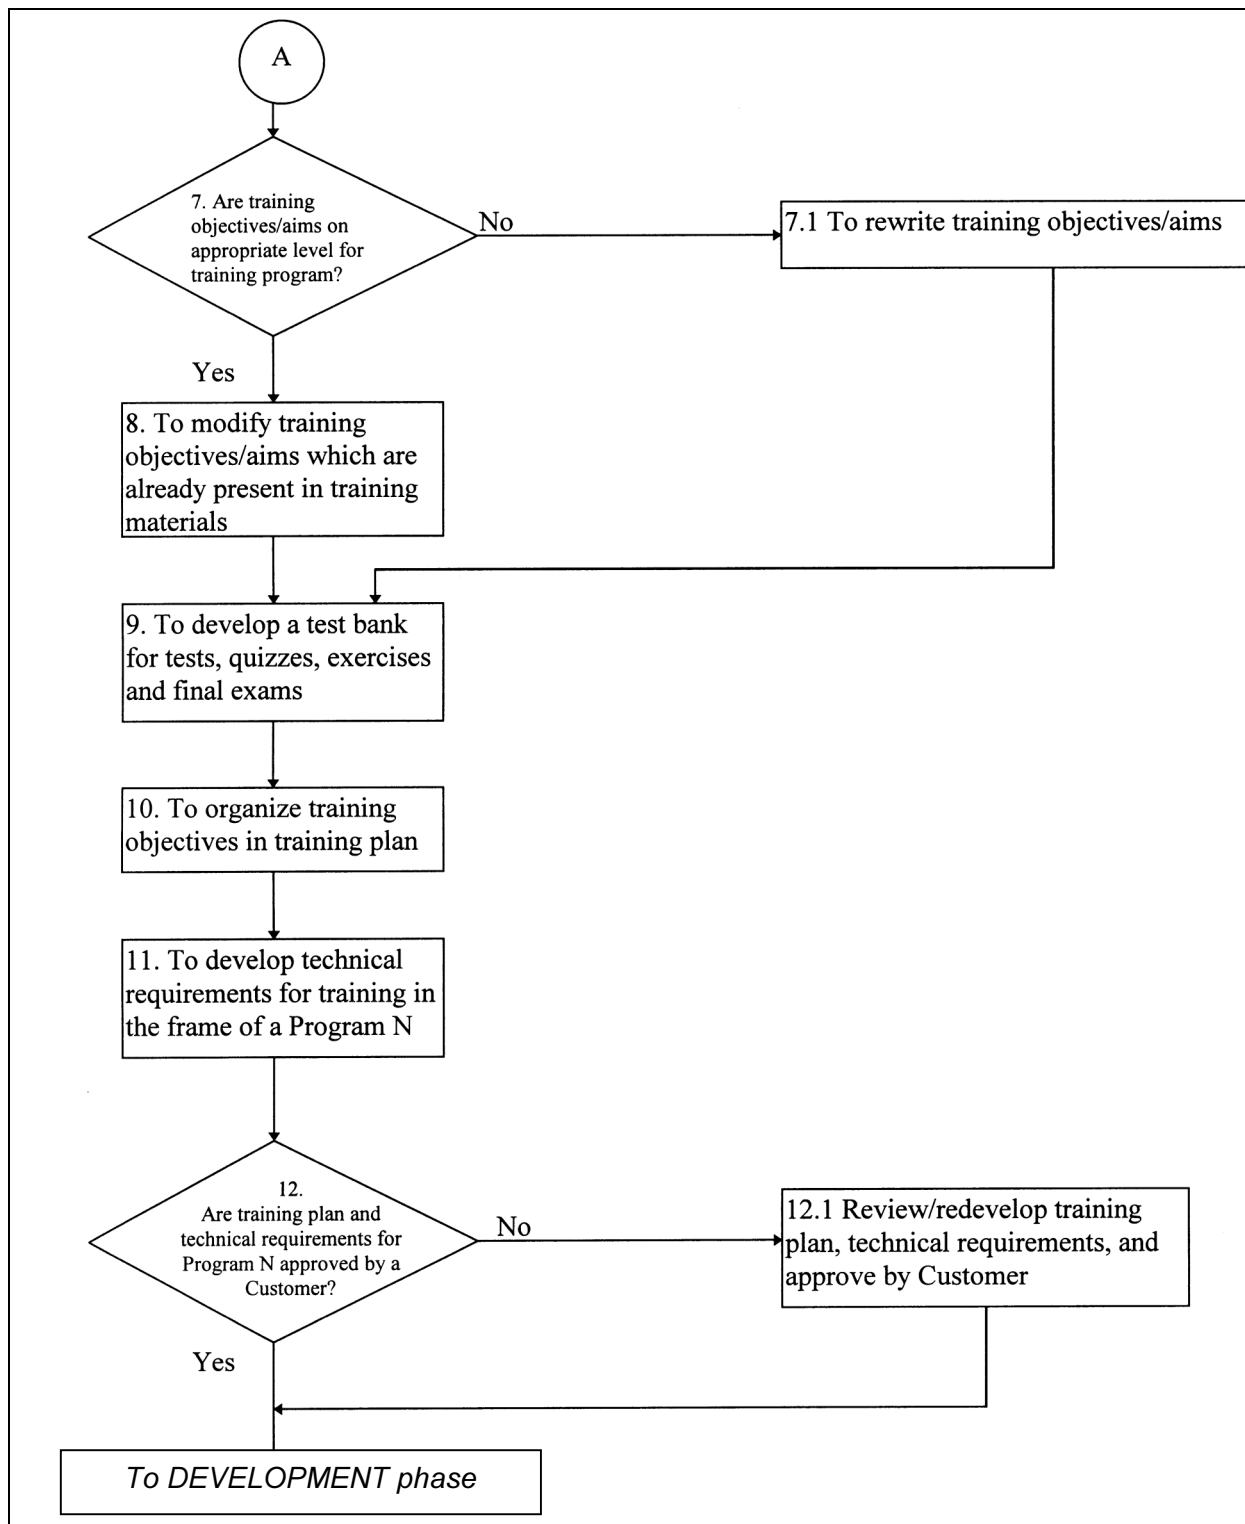 A
7. Are training
objectives/aims on
appropriate level for
training program?
No
7.1 To rewrite training objectives/aims
Yes
8. To modify training
objectives/aims which are
already present in training
materials
9. To develop a test bank
for tests, quizzes, exercises
and final exams
10. To organize training
objectives in training plan
11. To develop technical
requirements for training in
the frame of a Program N
12.
Are training plan and
technical requirements for
Program N approved by a
Customer?
No
12.1 Review/redevelop training
plan, technical requirements, and
approve by Customer
Yes
To DEVELOPMENT phase